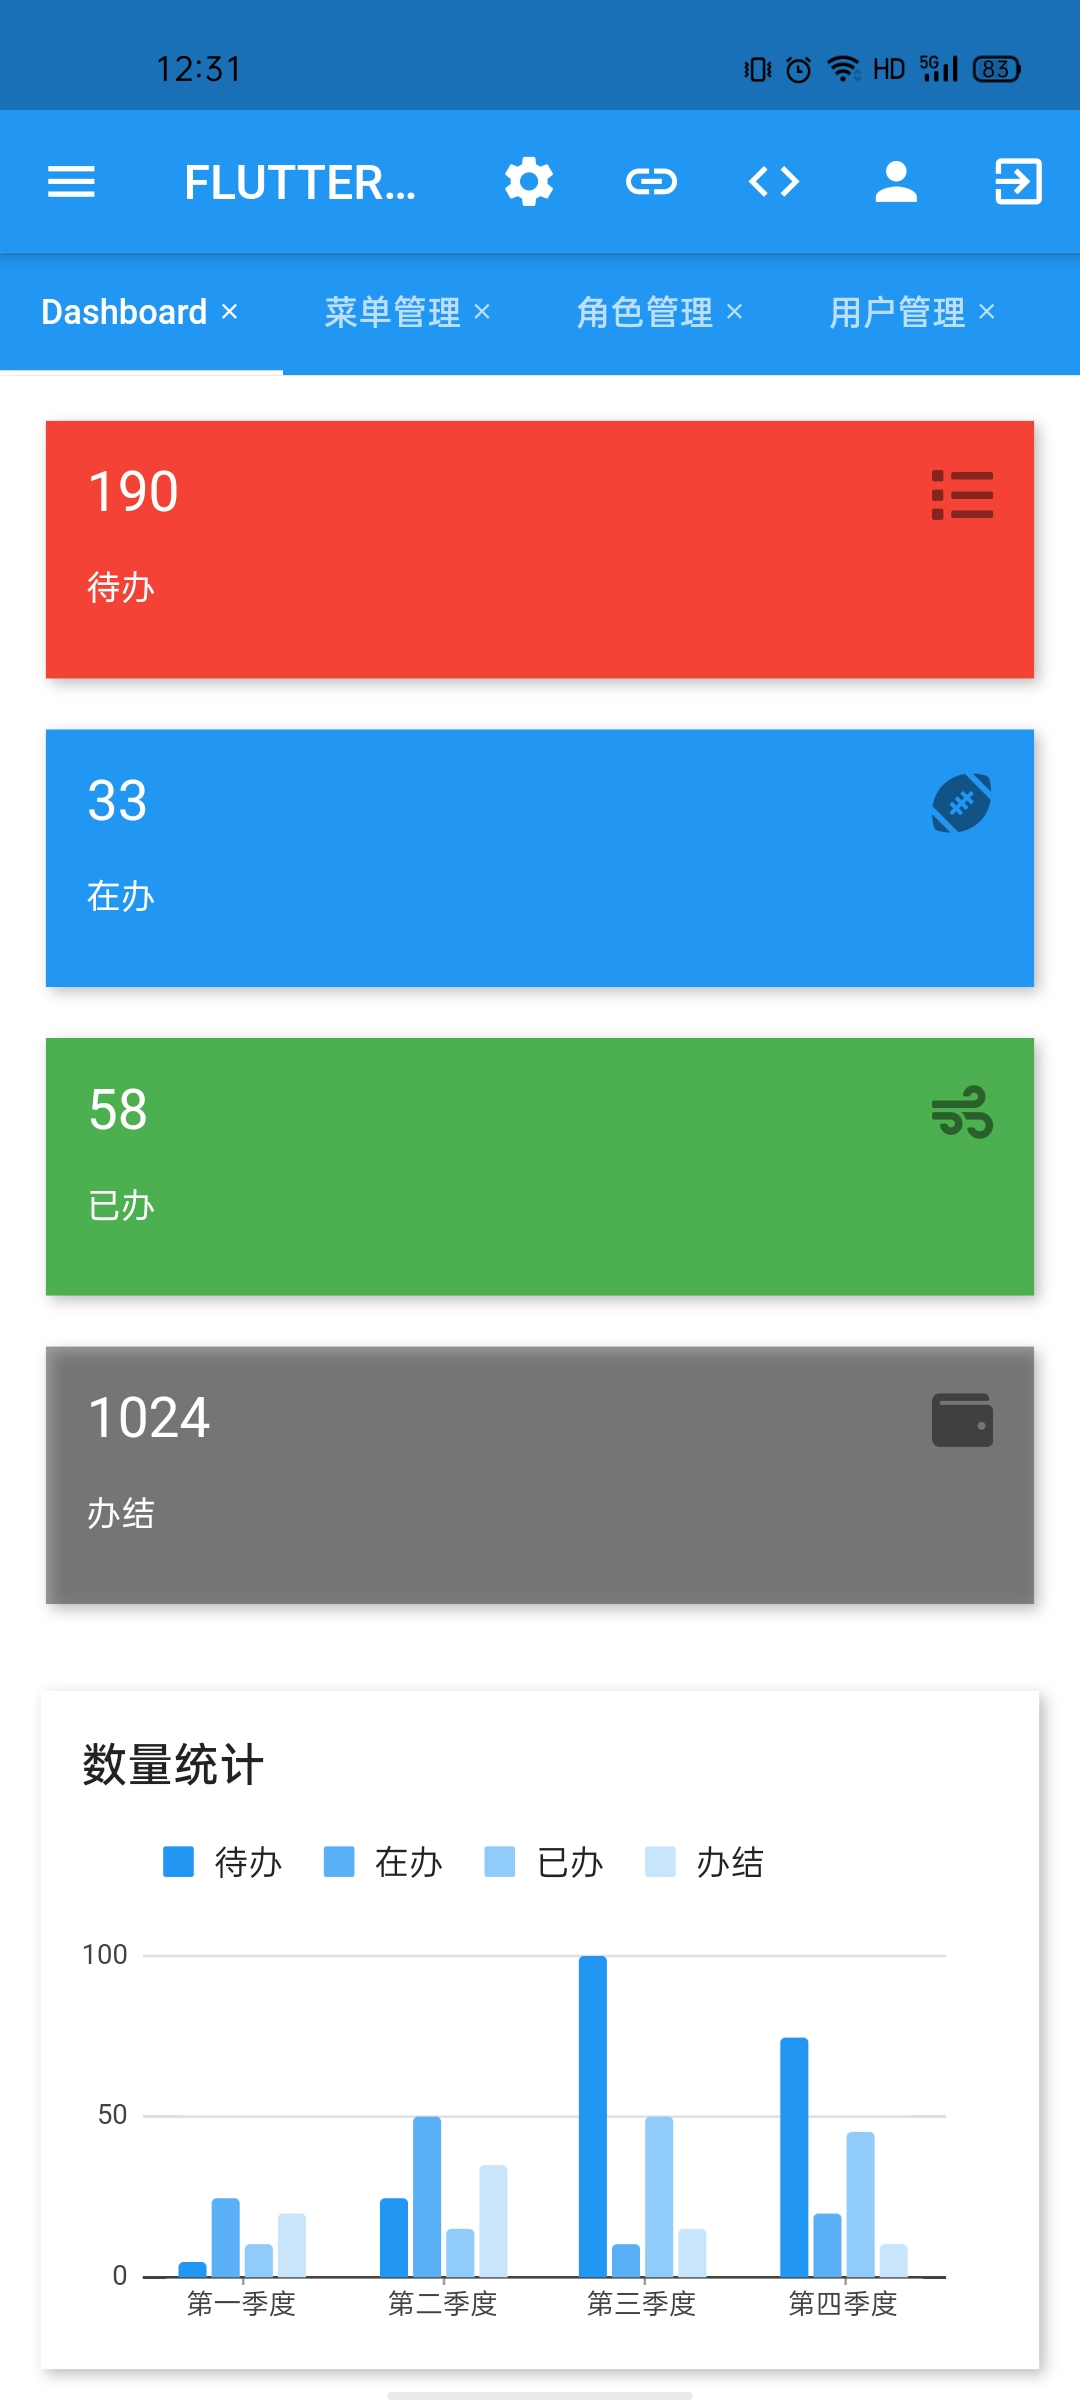 12:31
HD 5G 83
FLUTTER...
Dashboard × 菜单管理 × 角色管理 × 用户管理 ×
190
待办
33
在办
58
已办
1024
办结
数量统计
待办 在办 已办 办结
100
50
0
第一季度 第二季度 第三季度 第四季度